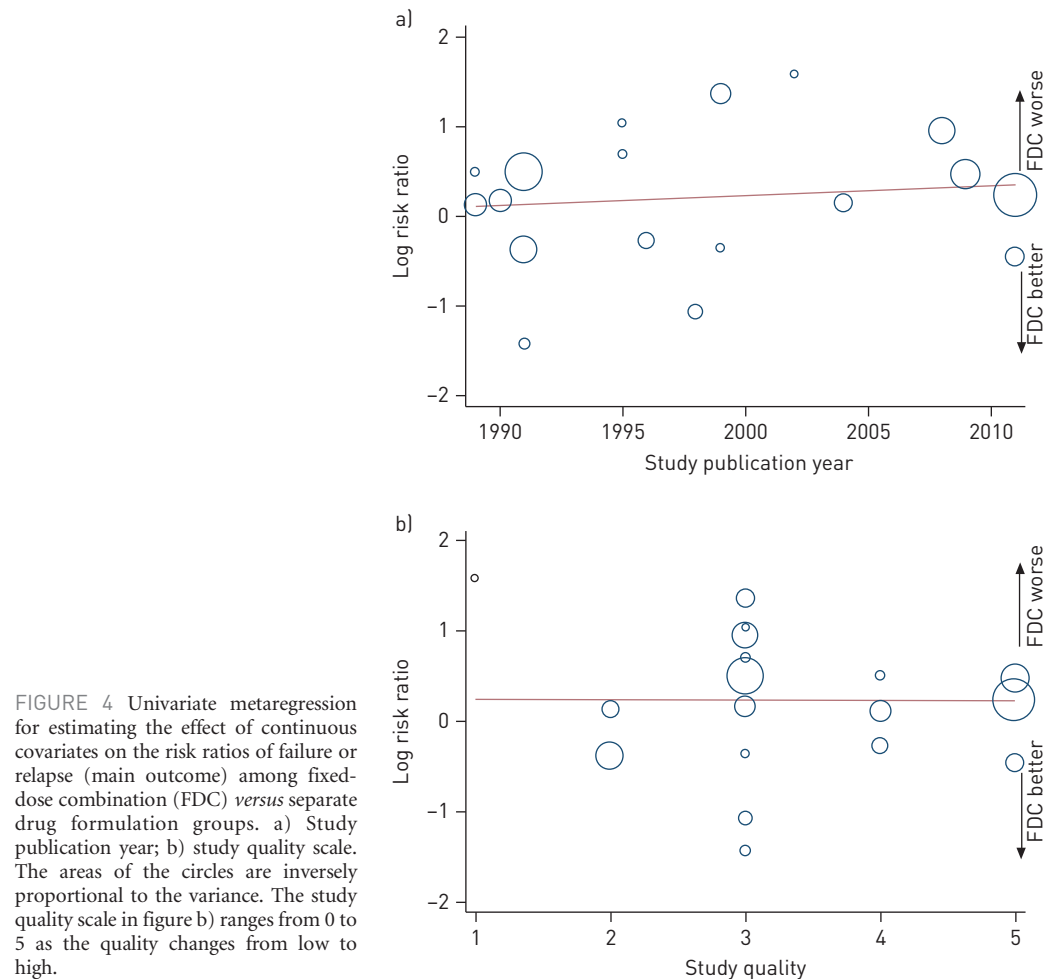 a)
2
1
0
−1
−2
Log risk ratio
FDC worse
FDC better
1990 1995 2000 2005 2010
Study publication year
b)
2
1
0
−1
−2
Log risk ratio
FDC worse
FDC better
1 2 3 4 5
Study quality
FIGURE 4 Univariate metaregression
for estimating the effect of continuous
covariates on the risk ratios of failure or
relapse (main outcome) among fixed-
dose combination (FDC) versus separate
drug formulation groups. a) Study
publication year; b) study quality scale.
The areas of the circles are inversely
proportional to the variance. The study
quality scale in figure b) ranges from 0 to
5 as the quality changes from low to
high.